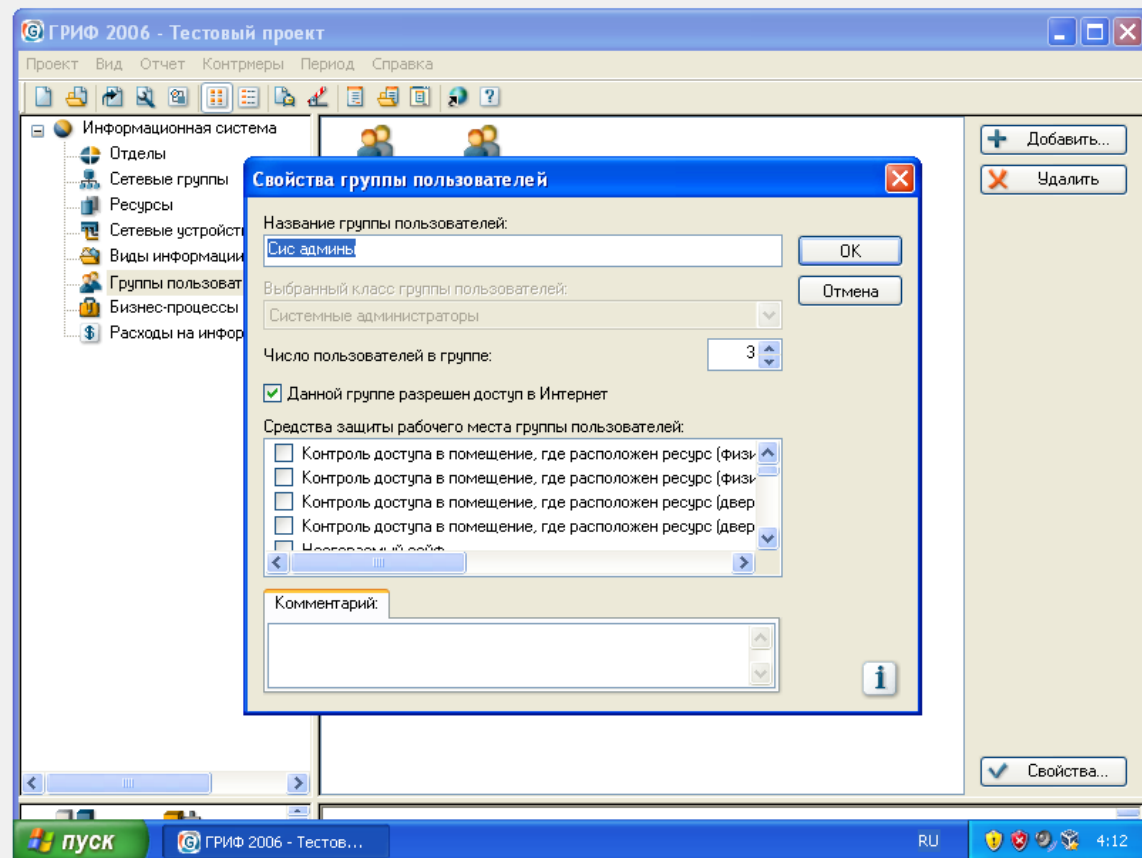 ГРИФ 2006 - Тестовый проект
Проект Вид Отчет Контрмеры Период Справка
Информационная система
Отделы
Сетевые группы
Ресурсы
Сетевые устройст
Виды информации
Группы пользоват
Бизнес-процессы
Расходы на инфор
Добавить...
Удалить
Свойства группы пользователей
Название группы пользователей:
Сис админы
OK
Выбранный класс группы пользователей:
Отмена
Системные администраторы
Число пользователей в группе:
3
Данной группе разрешен доступ в Интернет
Средства защиты рабочего места группы пользователей:
Контроль доступа в помещение, где расположен ресурс (физи
Контроль доступа в помещение, где расположен ресурс (физи
Контроль доступа в помещение, где расположен ресурс (двер
Контроль доступа в помещение, где расположен ресурс (двер
Несгораемый сейф
Комментарий:
Свойства...
пуск
ГРИФ 2006 - Тестов...
RU
4:12